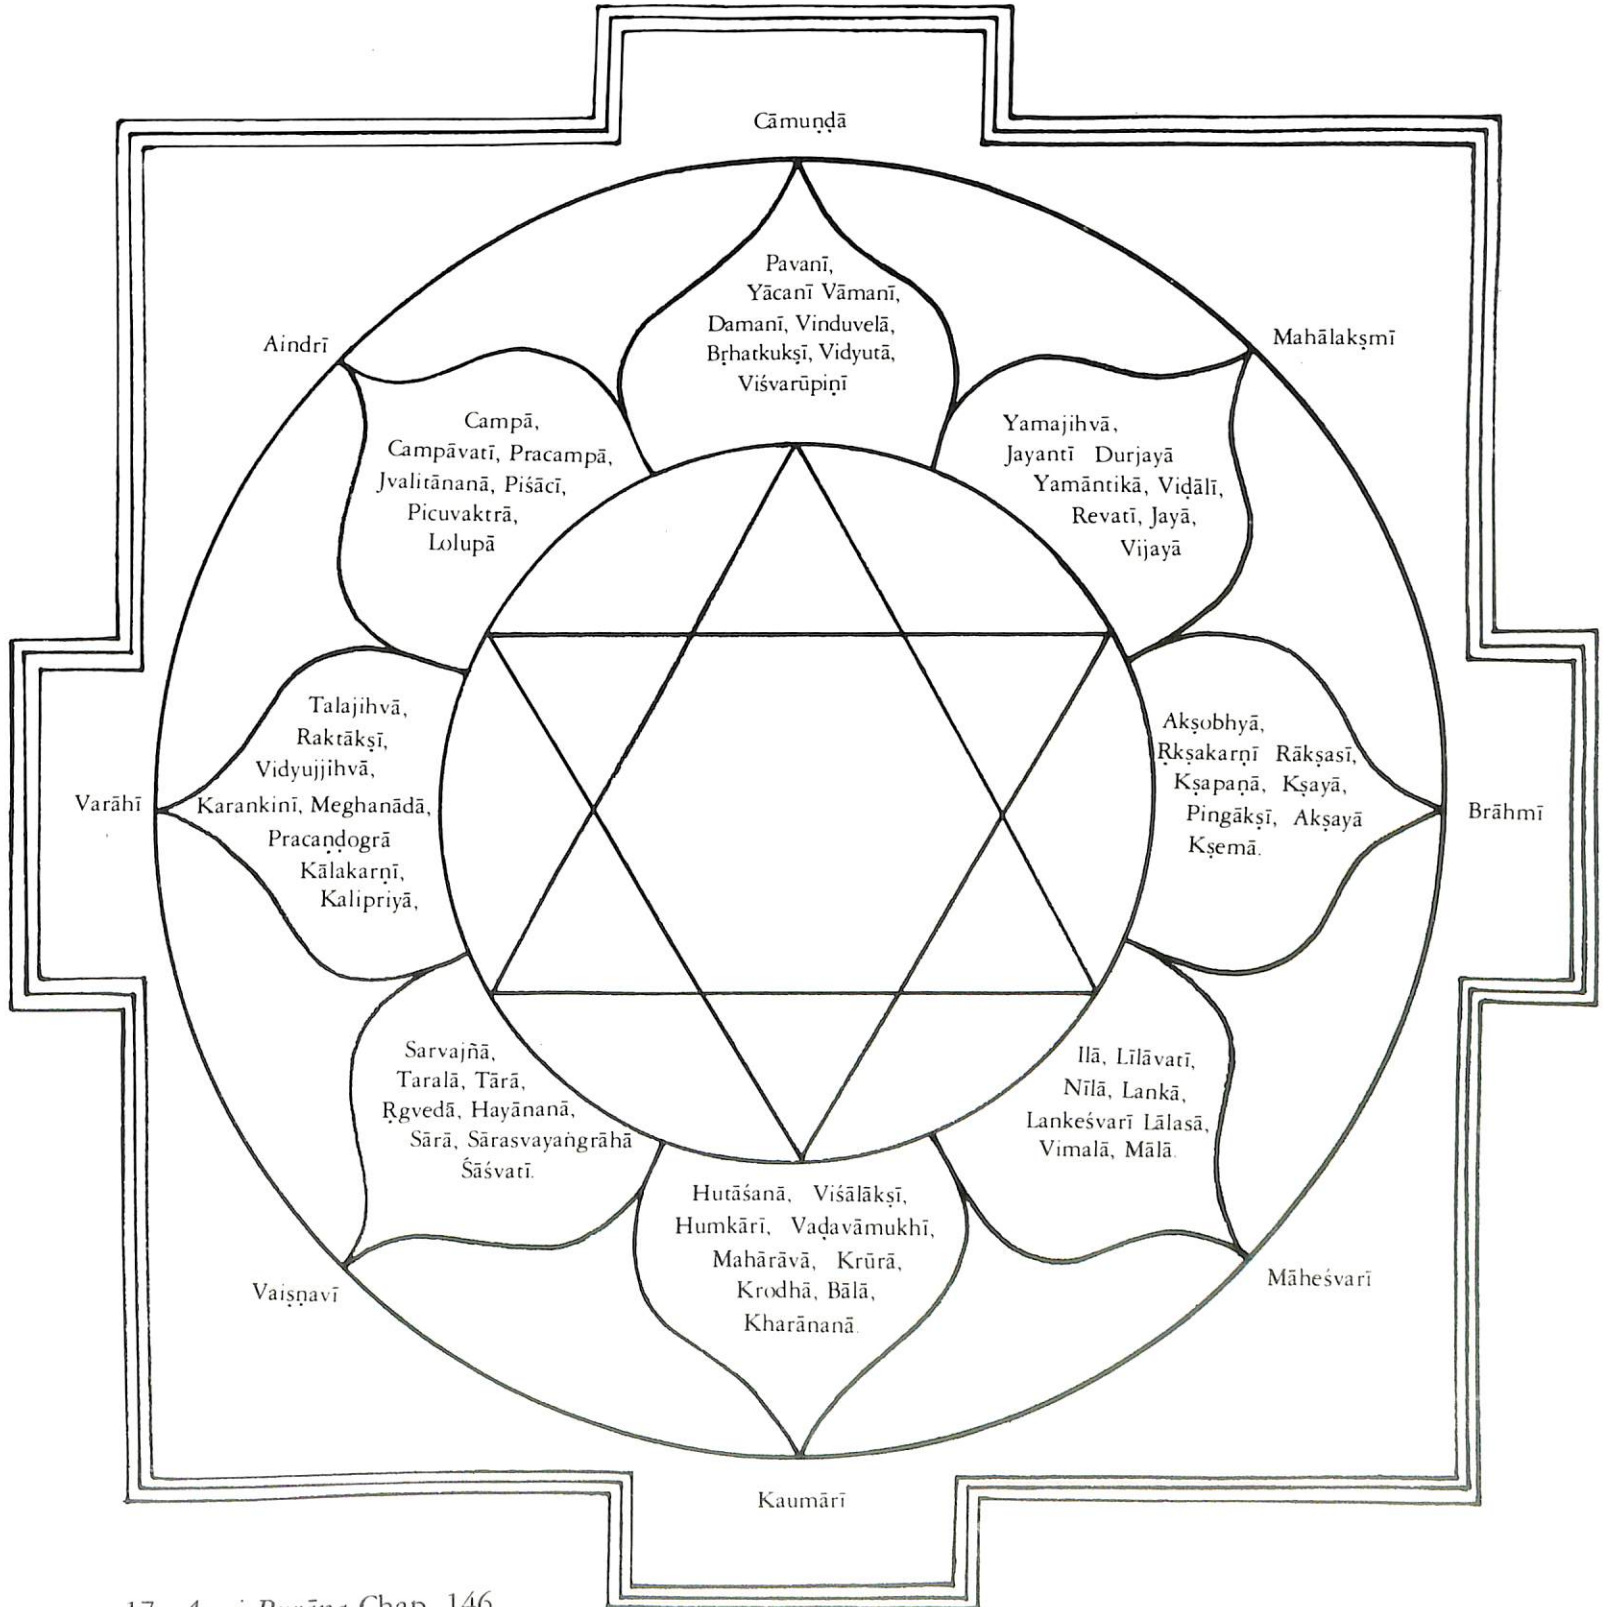 Cāmuṇḍā
Pavanī,
Yācanī Vāmanī,
Damanī, Vinduvelā,
Bṛhatkukṣī, Vidyutā,
Viśvarūpiṇī
Mahālakṣmī
Yamajihvā,
Jayantī Durjayā
Yamāntikā, Viḍālī,
Revatī, Jayā,
Vijayā
Brāhmī
Akṣobhyā,
Ṛkṣakarṇī Rākṣasī,
Kṣapaṇā, Kṣayā,
Pingākṣī, Akṣayā
Kṣemā.
Māheśvarī
Ilā, Līlāvatī,
Nīlā, Lankā,
Lankeśvarī Lālasā,
Vimalā, Mālā.
Kaumārī
Hutāśanā, Viśālākṣī,
Humkārī, Vaḍavāmukhī,
Mahārāvā, Krūrā,
Krodhā, Bālā,
Kharānanā.
Vaiṣṇavī
Sarvajñā,
Taralā, Tārā,
Ṛgvedā, Hayānanā,
Sārā, Sārasvayaṅgrāhā
Śāśvatī.
Varāhī
Talajihvā,
Raktākṣī,
Vidyujjihvā,
Karankinī, Meghanādā,
Pracaṇḍogrā
Kālakarṇī,
Kalipriyā,
Aindrī
Campā,
Campāvatī, Pracampā,
Jvalitānanā, Piśācī,
Picuvaktrā,
Lolupā
17 Purāṇa Chap. 146